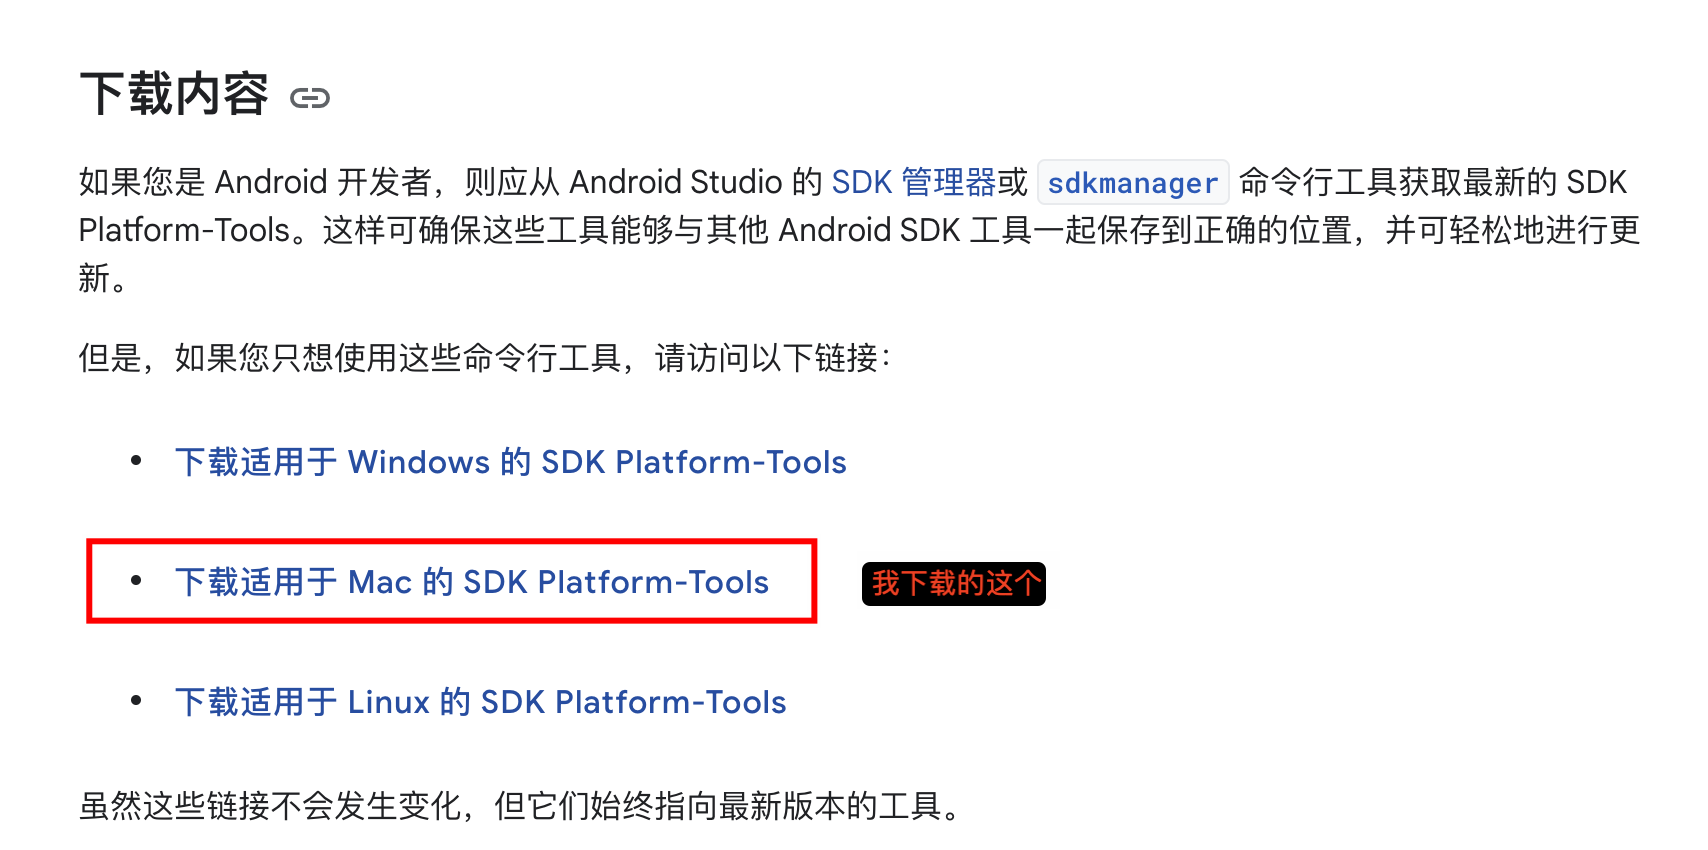 下载内容
如果您是 Android 开发者，则应从 Android Studio 的 SDK 管理器或 sdkmanager 命令行工具获取最新的 SDK
Platform-Tools。这样可确保这些工具能够与其他 Android SDK 工具一起保存到正确的位置，并可轻松地进行更
新。
但是，如果您只想使用这些命令行工具，请访问以下链接：
• 下载适用于 Windows 的 SDK Platform-Tools
• 下载适用于 Mac 的 SDK Platform-Tools 我下载的这个
• 下载适用于 Linux 的 SDK Platform-Tools
虽然这些链接不会发生变化，但它们始终指向最新版本的工具。